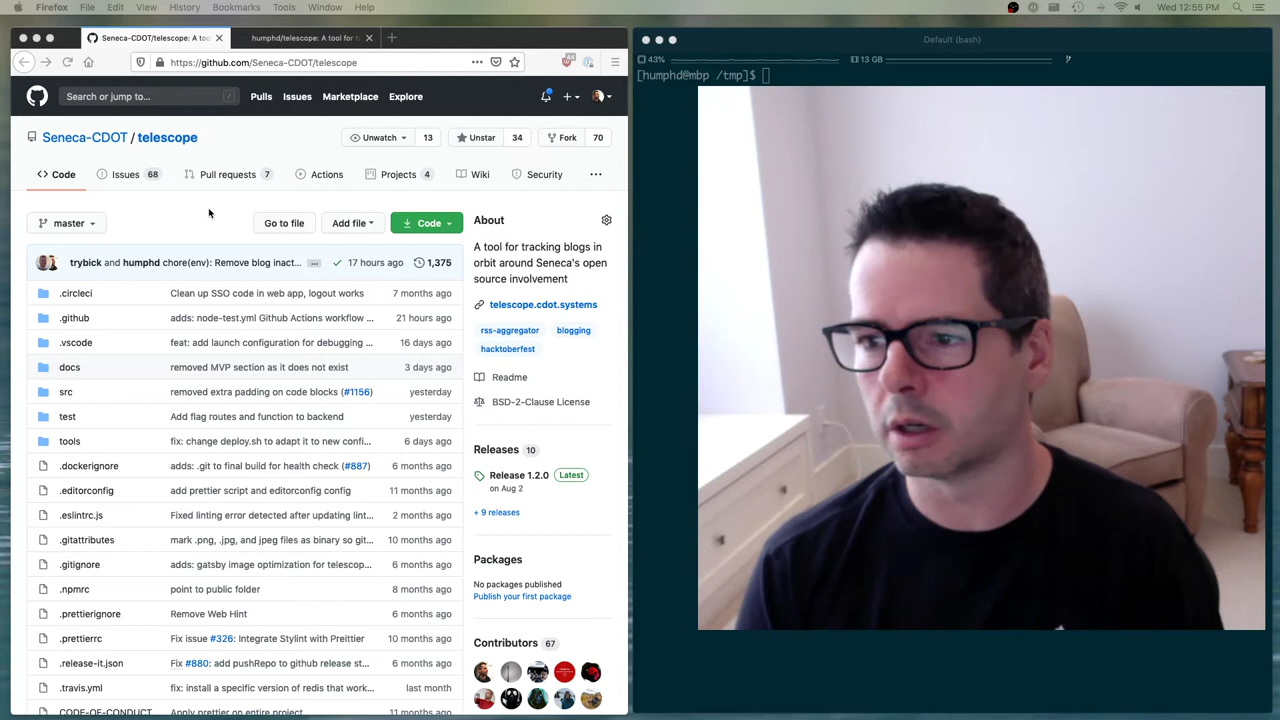 Firefox File Edit View History Bookmarks Tools Window Help Wed 12:55 PM
Seneca-CDOT/telescope: A too humphd/telescope: A tool for t
https://github.com/Seneca-CDOT/telescope
Search or jump to... / Pulls Issues Marketplace Explore
Seneca-CDOT / telescope Unwatch 13 Unstar 34 Fork 70
Code Issues 68 Pull requests 7 Actions Projects 4 Wiki Security ...
master Go to file Add file Code
trybick and humphd chore(env): Remove blog inact... ... 17 hours ago 1,375
.circleci Clean up SSO code in web app, logout works 7 months ago
.github adds: node-test.yml Github Actions workflow ... 21 hours ago
.vscode feat: add launch configuration for debugging ... 16 days ago
docs removed MVP section as it does not exist 3 days ago
src removed extra padding on code blocks (#1156) yesterday
test Add flag routes and function to backend yesterday
tools fix: change deploy.sh to adapt it to new confi... 6 days ago
.dockerignore adds: .git to final build for health check (#887) 6 months ago
.editorconfig add prettier script and editorconfig config 11 months ago
.eslintrc.js Fixed linting error detected after updating lint... 2 months ago
.gitattributes mark .png, .jpg, and jpeg files as binary so git... 10 months ago
.gitignore adds: gatsby image optimization for telescop... 6 months ago
.npmrc point to public folder 8 months ago
.prettierignore Remove Web Hint 6 months ago
.prettierrc Fix issue #326: Integrate Stylint with Preittier 10 months ago
.release-it.json Fix #880: add pushRepo to github release st... 6 months ago
.travis.yml fix: install a specific version of redis that work... last month
CODE-OF-CONDUCT Apply prettier on entire project 11 months ago
About
A tool for tracking blogs in
orbit around Seneca's open
source involvement
telescope.cdot.systems
rss-aggregator blogging
hacktoberfest
Readme
BSD-2-Clause License
Releases 10
Release 1.2.0 Latest
on Aug 2
+ 9 releases
Packages
No packages published
Publish your first package
Contributors 67
Default (bash)
43% 13 GB
[humphd@mbp /tmp]$